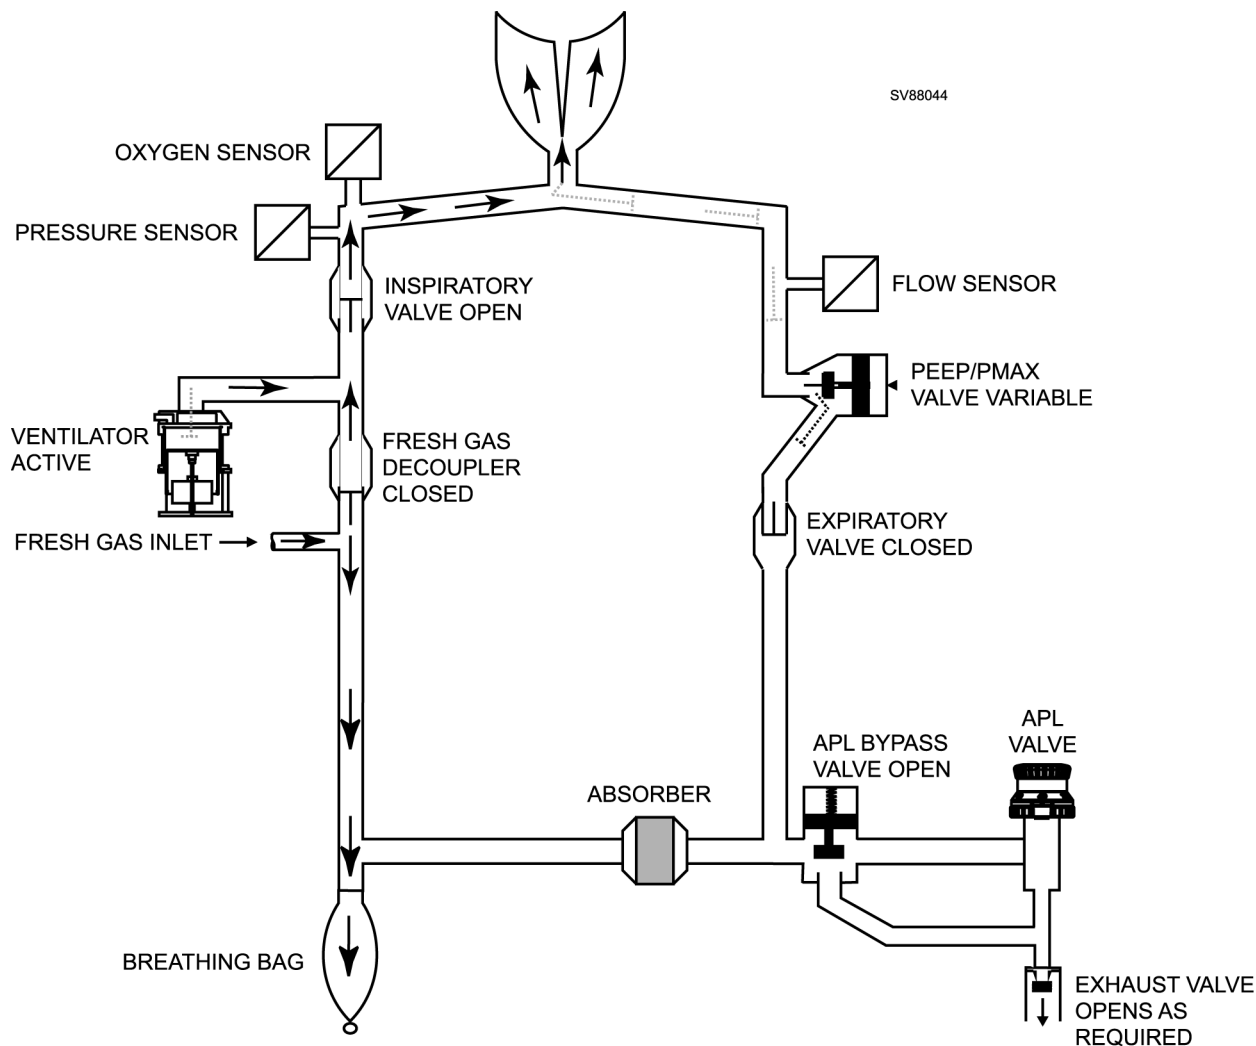 SV88044
OXYGEN SENSOR
PRESSURE SENSOR
INSPIRATORY
VALVE OPEN
FLOW SENSOR
PEEP/PMAX
VALVE VARIABLE
VENTILATOR
ACTIVE
FRESH GAS
DECOUPLER
CLOSED
FRESH GAS INLET
EXPIRATORY
VALVE CLOSED
APL
VALVE
APL BYPASS
VALVE OPEN
ABSORBER
BREATHING BAG
EXHAUST VALVE
OPENS AS
REQUIRED